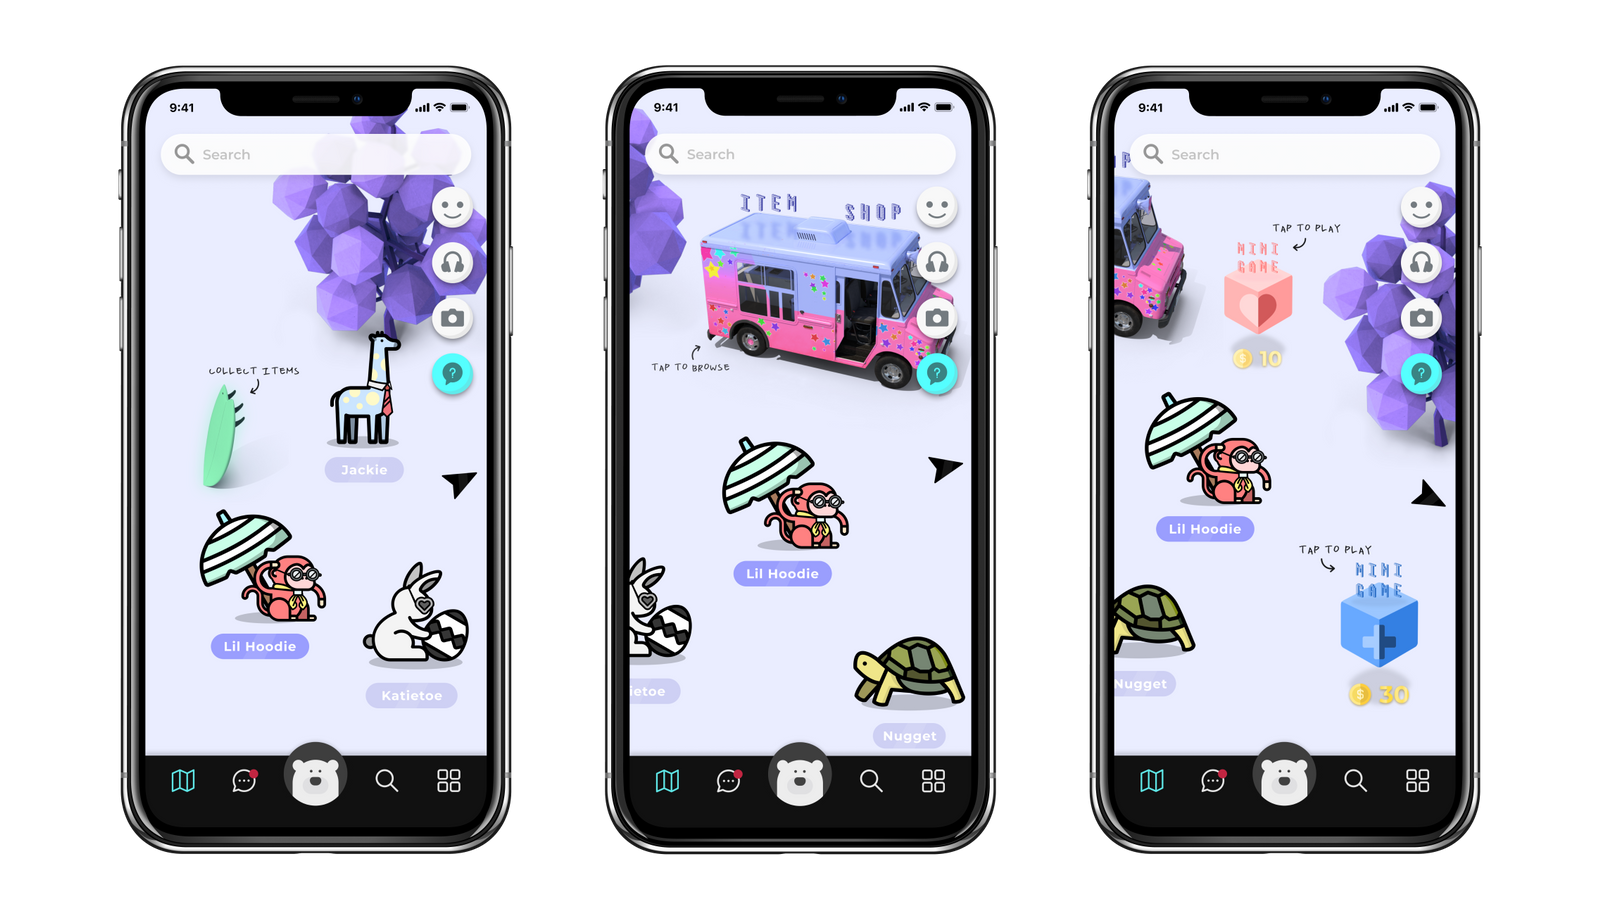 9:41
Search
COLLECT ITEMS
Jackie
Lil Hoodie
Katietoe
?
9:41
Search
ITEM SHOP
TAP TO BROWSE
?
Lil Hoodie
ietoe
Nugget
9:41
P
Search
TAP TO PLAY
MINI
GAME
$ 10
?
Lil Hoodie
TAP TO PLAY
MINI
GAME
Nugget
$ 30